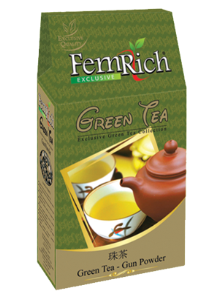 FemRich
EXCLUSIVE
GREEN TEA
Exclusive Green Tea Collection
珠茶
Green Tea - Gun Powder